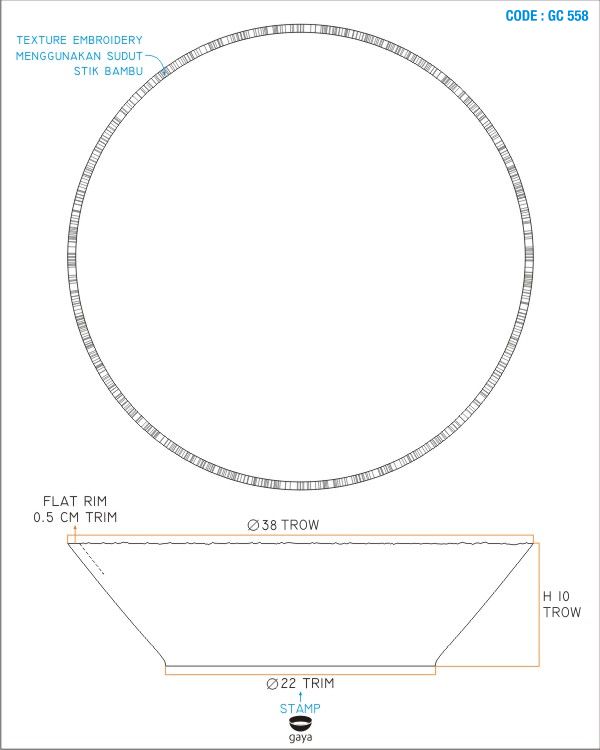 CODE : GC 558
TEXTURE EMBROIDERY
MENGGUNAKAN SUDUT
STIK BAMBU
FLAT RIM
0.5 CM TRIM
∅38 TROW
H 10
TROW
∅22 TRIM
STAMP
gaya